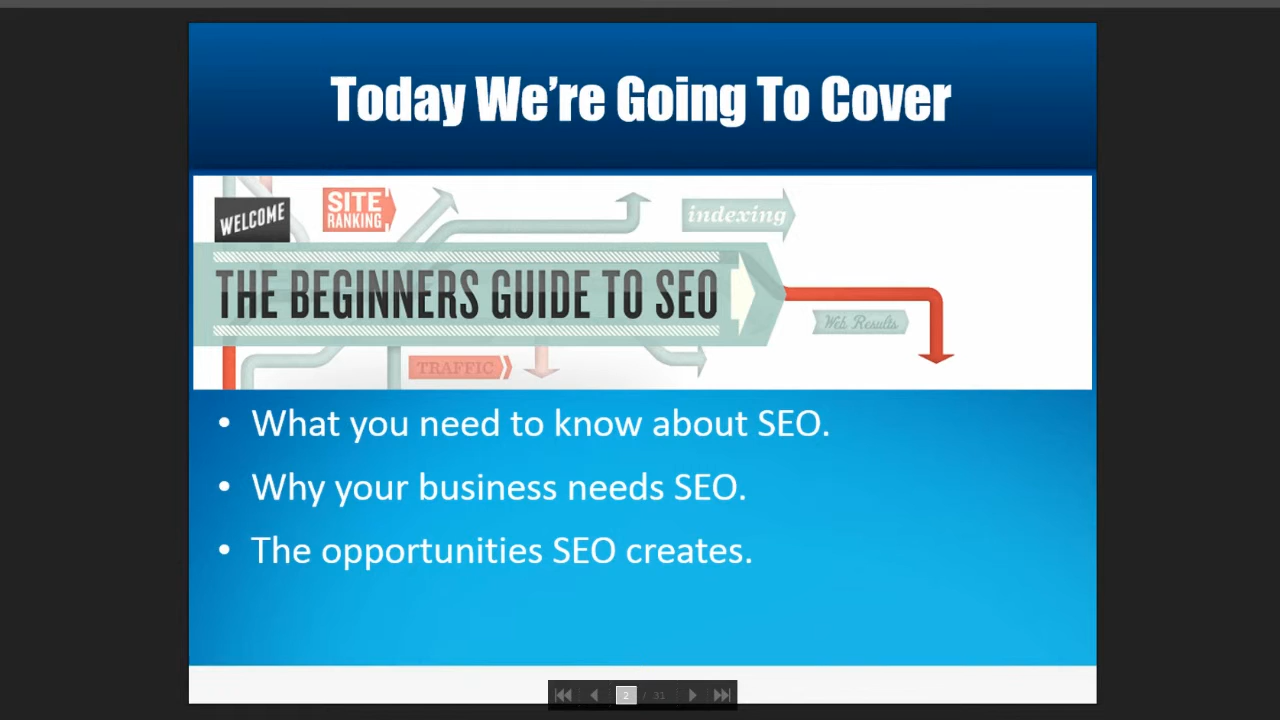 Today We're Going To Cover
WELCOME
SITE
RANKING
indexing
THE BEGINNERS GUIDE TO SEO
Web Results
TRAFFIC
• What you need to know about SEO.
• Why your business needs SEO.
• The opportunities SEO creates.
2 / 31